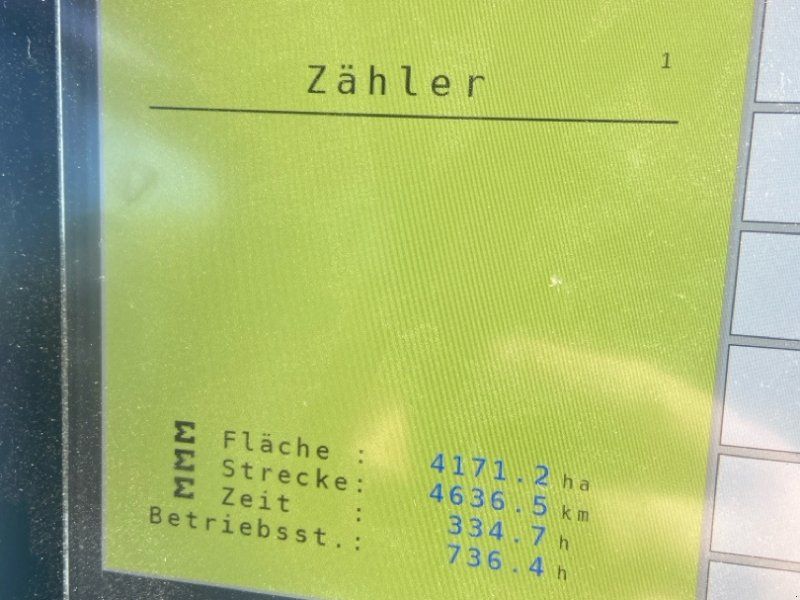 Zähler 1
Σ Fläche : 4171.2 ha
Σ Strecke: 4636.5 km
Σ Zeit : 334.7 h
Betriebsst.: 736.4 h